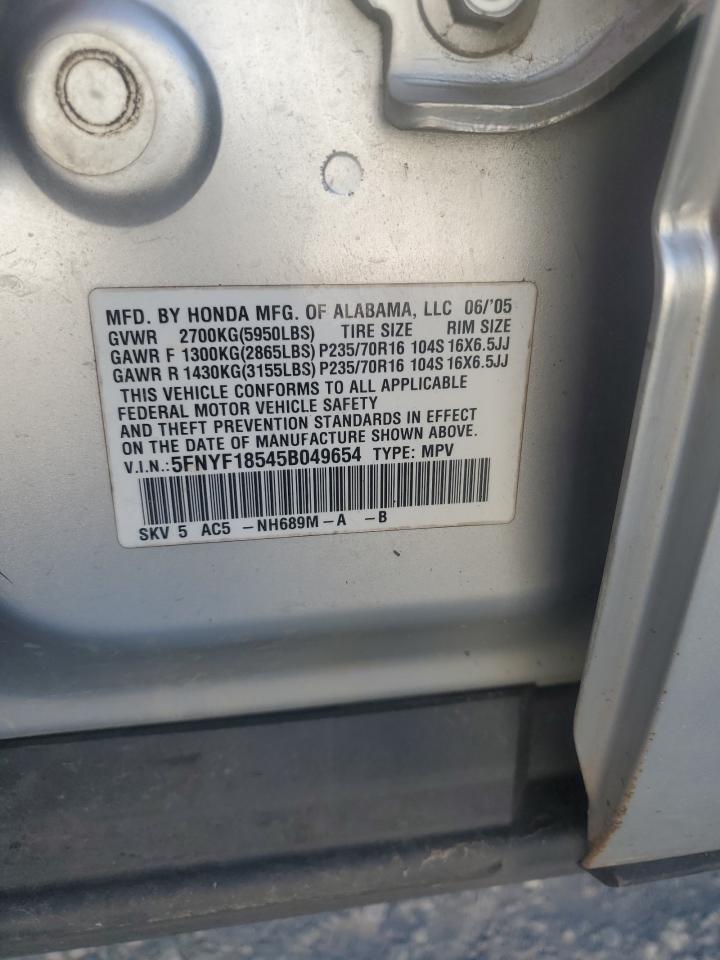 MFD. BY HONDA MFG. OF ALABAMA, LLC 06/'05
GVWR 2700KG(5950LBS) TIRE SIZE RIM SIZE
GAWR F 1300KG(2865LBS) P235/70R16 104S 16X6.5JJ
GAWR R 1430KG(3155LBS) P235/70R16 104S 16X6.5JJ
THIS VEHICLE CONFORMS TO ALL APPLICABLE
FEDERAL MOTOR VEHICLE SAFETY
AND THEFT PREVENTION STANDARDS IN EFFECT
ON THE DATE OF MANUFACTURE SHOWN ABOVE.
V.I.N.:5FNYF18545B049654 TYPE: MPV
SKV 5 AC5 -NH689M-A -B